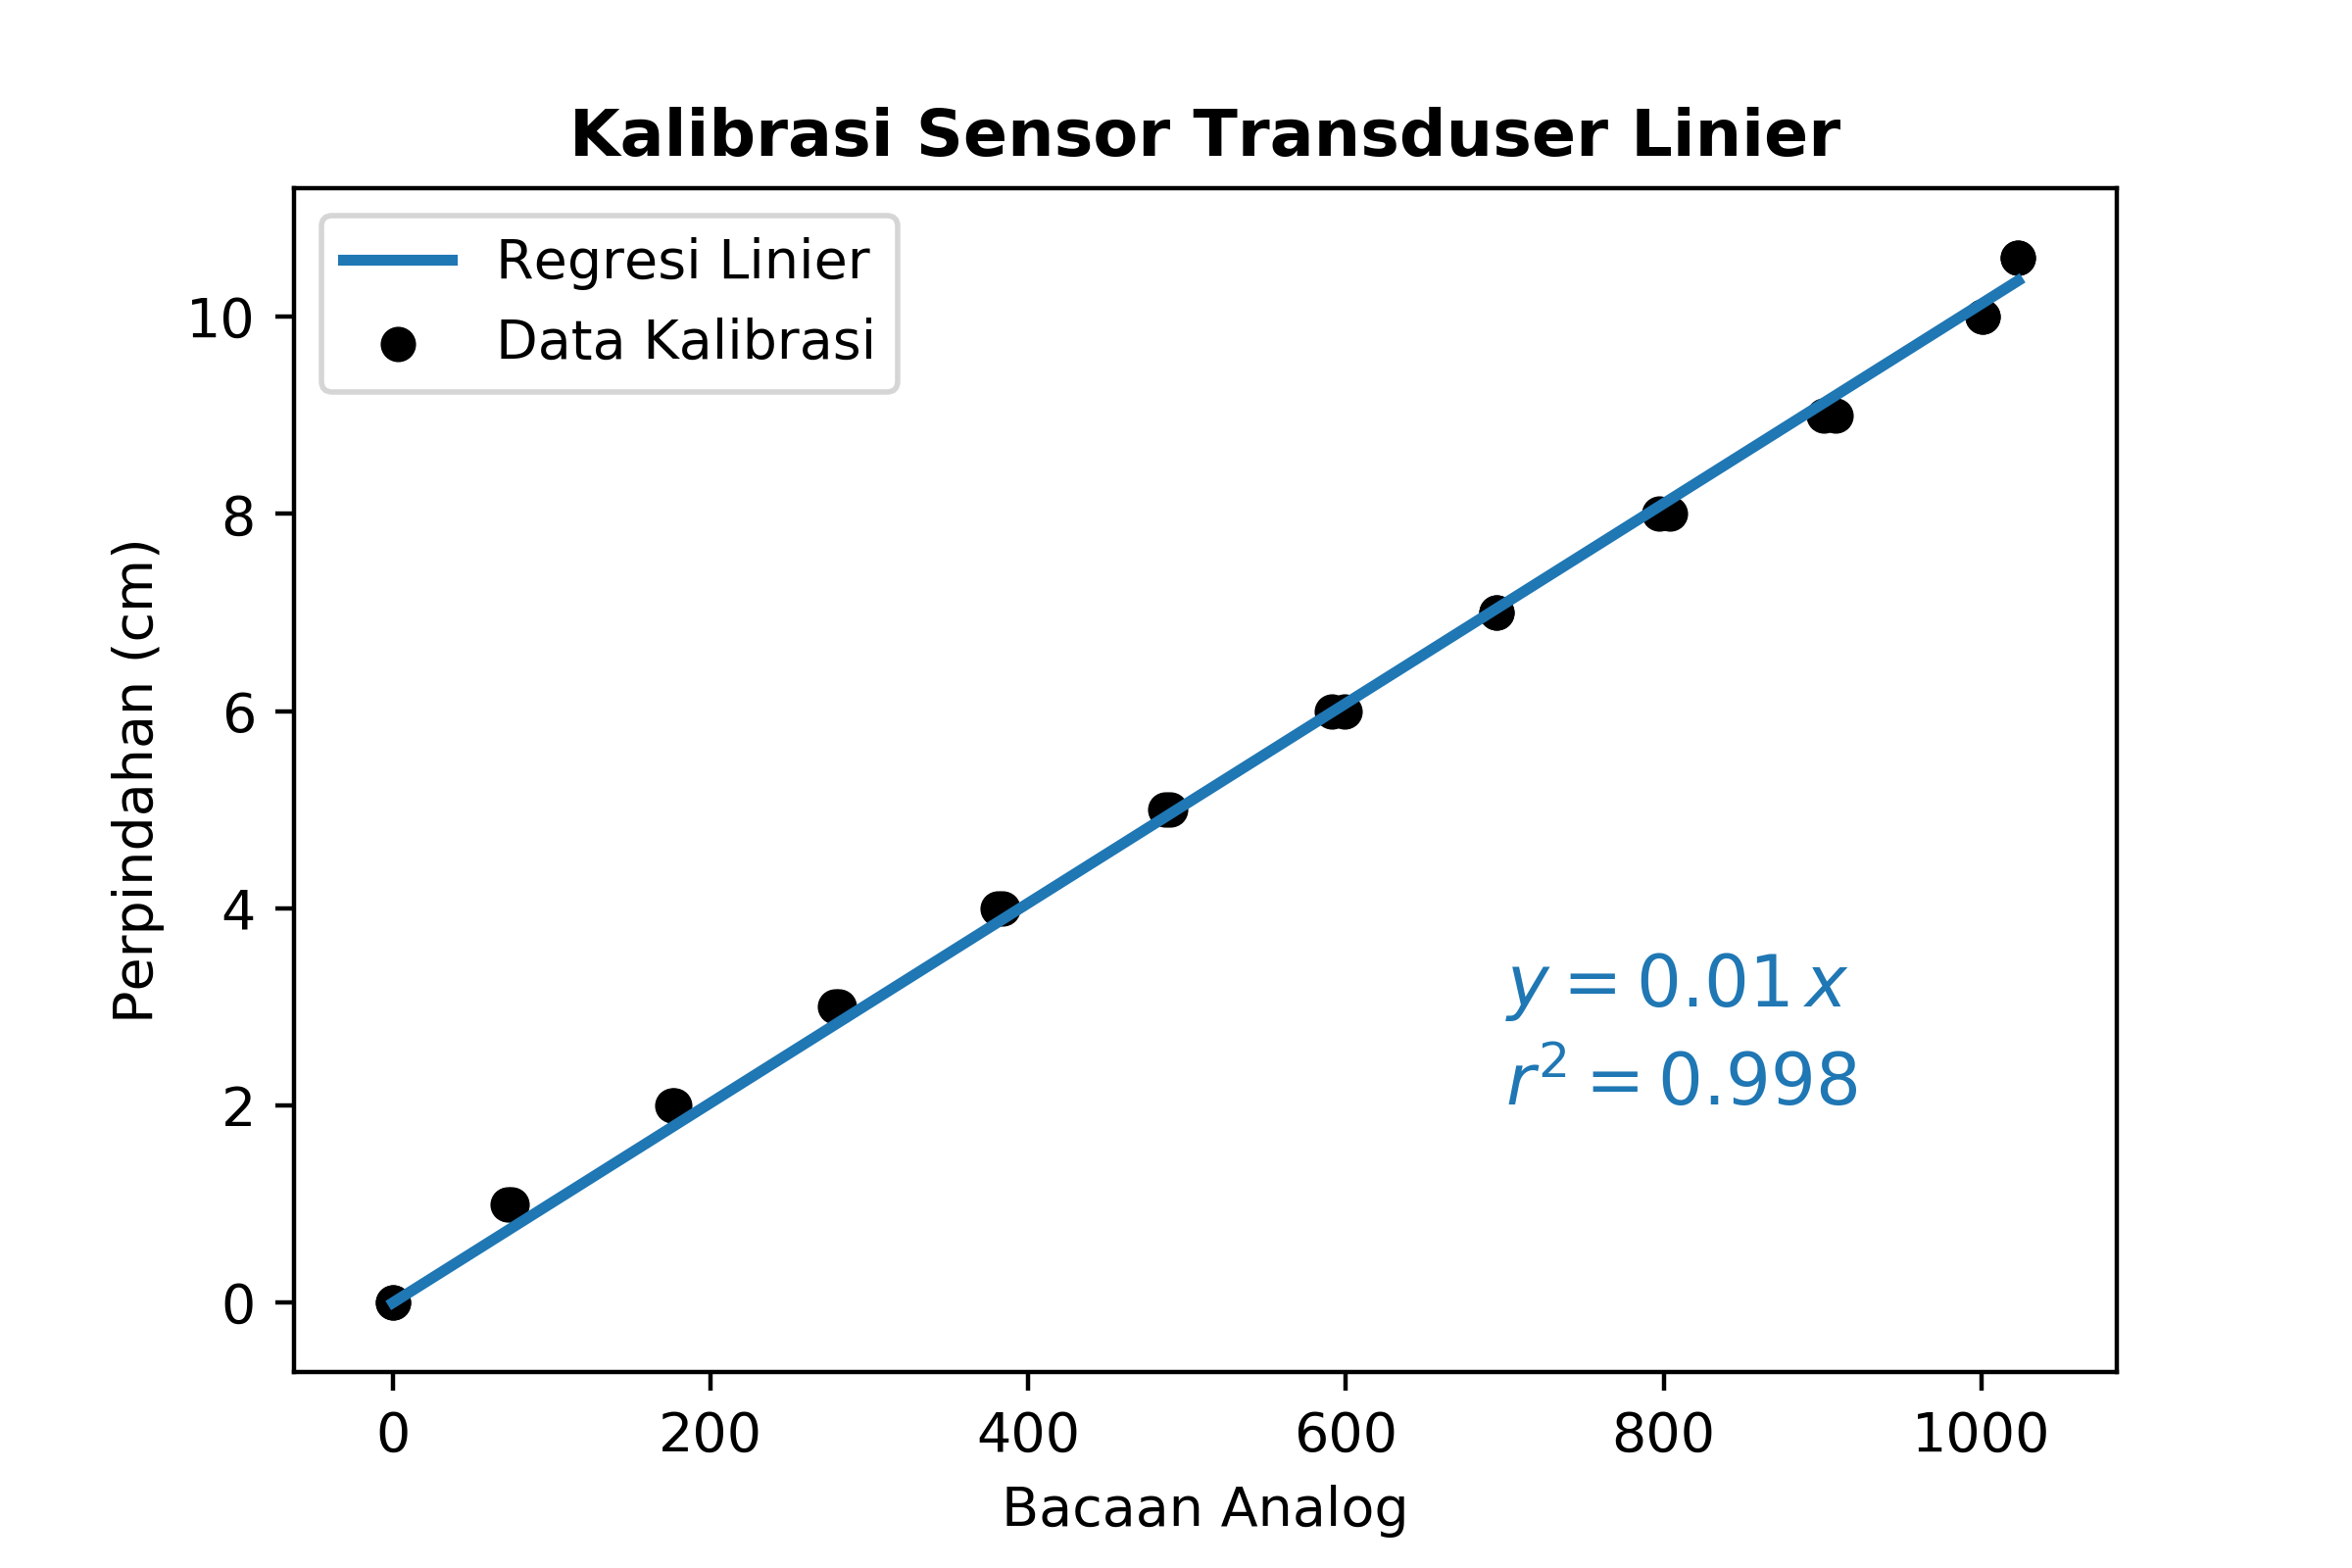 Kalibrasi Sensor Transduser Linier
Regresi Linier
Data Kalibrasi
Perpindahan (cm)
10
8
6
4
2
0
y = 0.01 x
r² = 0.998
0 200 400 600 800 1000
Bacaan Analog